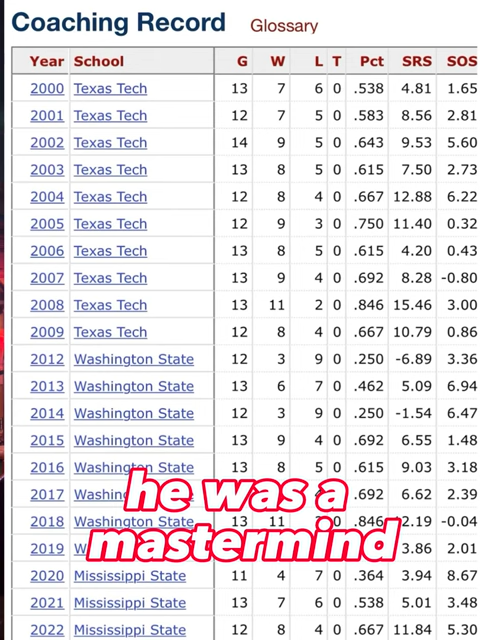 Coaching Record Glossary
Year School G W L T Pct SRS SOS
2000 Texas Tech 13 7 6 0 .538 4.81 1.65
2001 Texas Tech 12 7 5 0 .583 8.56 2.81
2002 Texas Tech 14 9 5 0 .643 9.53 5.60
2003 Texas Tech 13 8 5 0 .615 7.50 2.73
2004 Texas Tech 12 8 4 0 .667 12.88 6.22
2005 Texas Tech 12 9 3 0 .750 11.40 0.32
2006 Texas Tech 13 8 5 0 .615 4.20 0.43
2007 Texas Tech 13 9 4 0 .692 8.28 -0.80
2008 Texas Tech 13 11 2 0 .846 15.46 3.00
2009 Texas Tech 12 8 4 0 .667 10.79 0.86
2012 Washington State 12 3 9 0 .250 -6.89 3.36
2013 Washington State 13 6 7 0 .462 5.09 6.94
2014 Washington State 12 3 9 0 .250 -1.54 6.47
2015 Washington State 13 9 4 0 .692 6.55 1.48
2016 Washington State 13 8 5 0 .615 9.03 3.18
2017 .692 6.62 2.39
he was a
2018 Washington State 13 11 .846 -0.04
mastermind
2019 3.86 2.01
2020 Mississippi State 11 4 7 0 .364 3.94 8.67
2021 Mississippi State 13 7 6 0 .538 5.01 3.48
2022 Mississippi State 12 8 4 0 .667 11.84 5.30